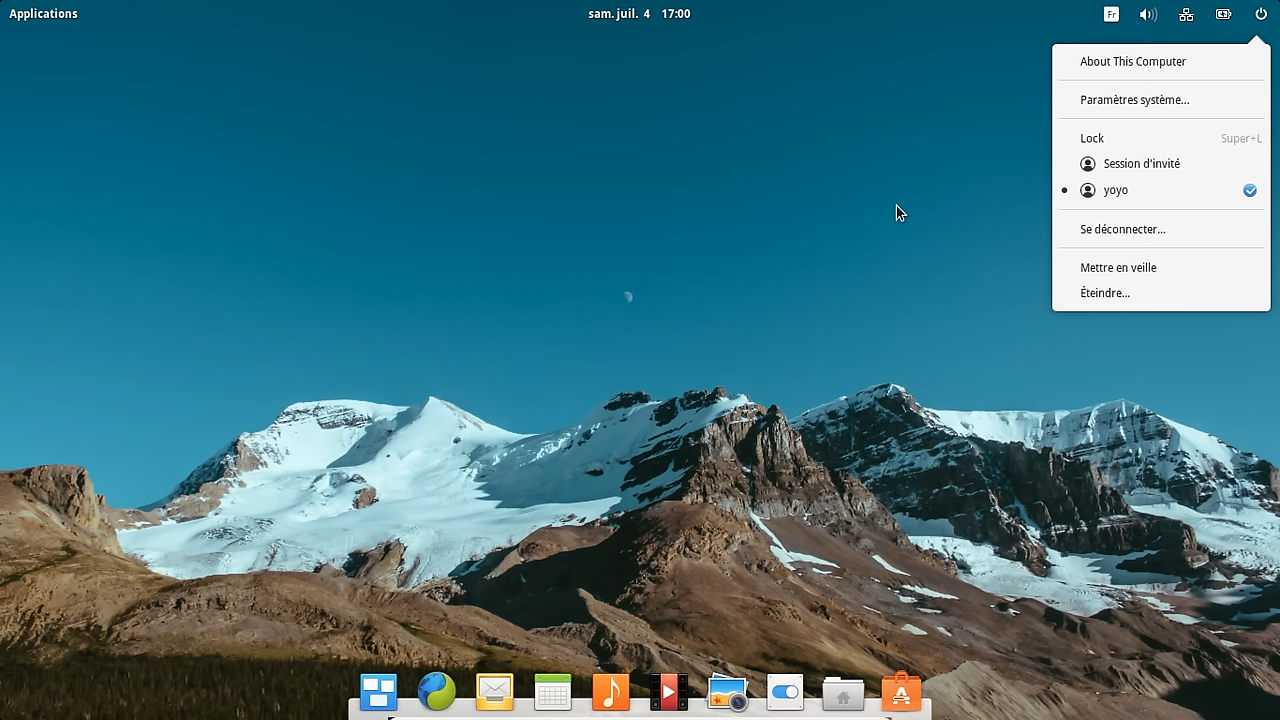 Applications
sam. juil. 4 17:00
Fr
About This Computer
Paramètres système...
Lock Super+L
Session d'invité
yoyo
Se déconnecter...
Mettre en veille
Éteindre...